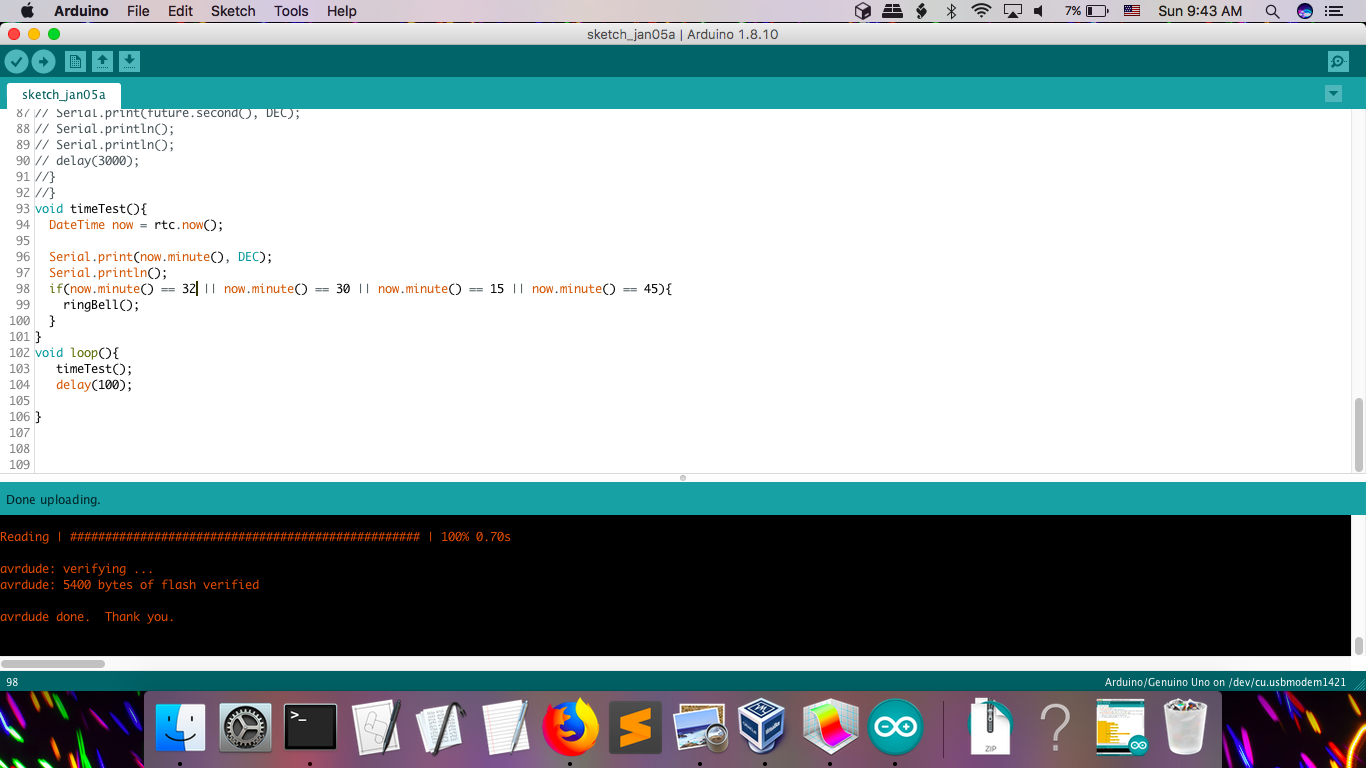 Arduino File Edit Sketch Tools Help 7% Sun 9:43 AM
sketch_jan05a | Arduino 1.8.10
sketch_jan05a
87 // Serial.print(future.second(), DEC);
88 // Serial.println();
89 // Serial.println();
90 // delay(3000);
91 //}
92 //}
93 void timeTest(){
94 DateTime now = rtc.now();
95
96 Serial.print(now.minute(), DEC);
97 Serial.println();
98 if(now.minute() == 32 || now.minute() == 30 || now.minute() == 15 || now.minute() == 45){
99 ringBell();
100 }
101 }
102 void loop(){
103 timeTest();
104 delay(100);
105
106 }
107
108
109
Done uploading.
Reading | ################################################## | 100% 0.70s
avrdude: verifying ...
avrdude: 5400 bytes of flash verified
avrdude done.  Thank you.
98 Arduino/Genuino Uno on /dev/cu.usbmodem1421
>_
ZIP
?